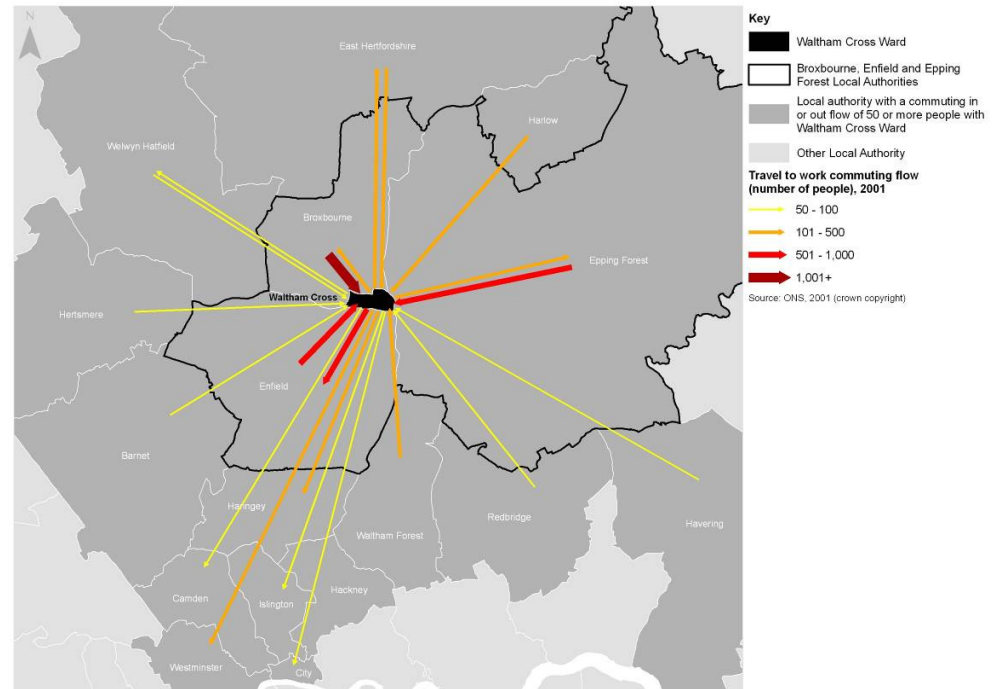 N
East Hertfordshire
Harlow
Welwyn Hatfield
Broxbourne
Epping Forest
Waltham Cross
Hertsmere
Enfield
Barnet
Haringey
Redbridge
Havering
Waltham Forest
Hackney
Camden
Islington
Westminster
City
Key
Waltham Cross Ward
Broxbourne, Enfield and Epping
Forest Local Authorities
Local authority with a commuting in
or out flow of 50 or more people with
Waltham Cross Ward
Other Local Authority
Travel to work commuting flow
(number of people), 2001
50 - 100
101 - 500
501 - 1,000
1,001+
Source: ONS, 2001 (crown copyright)